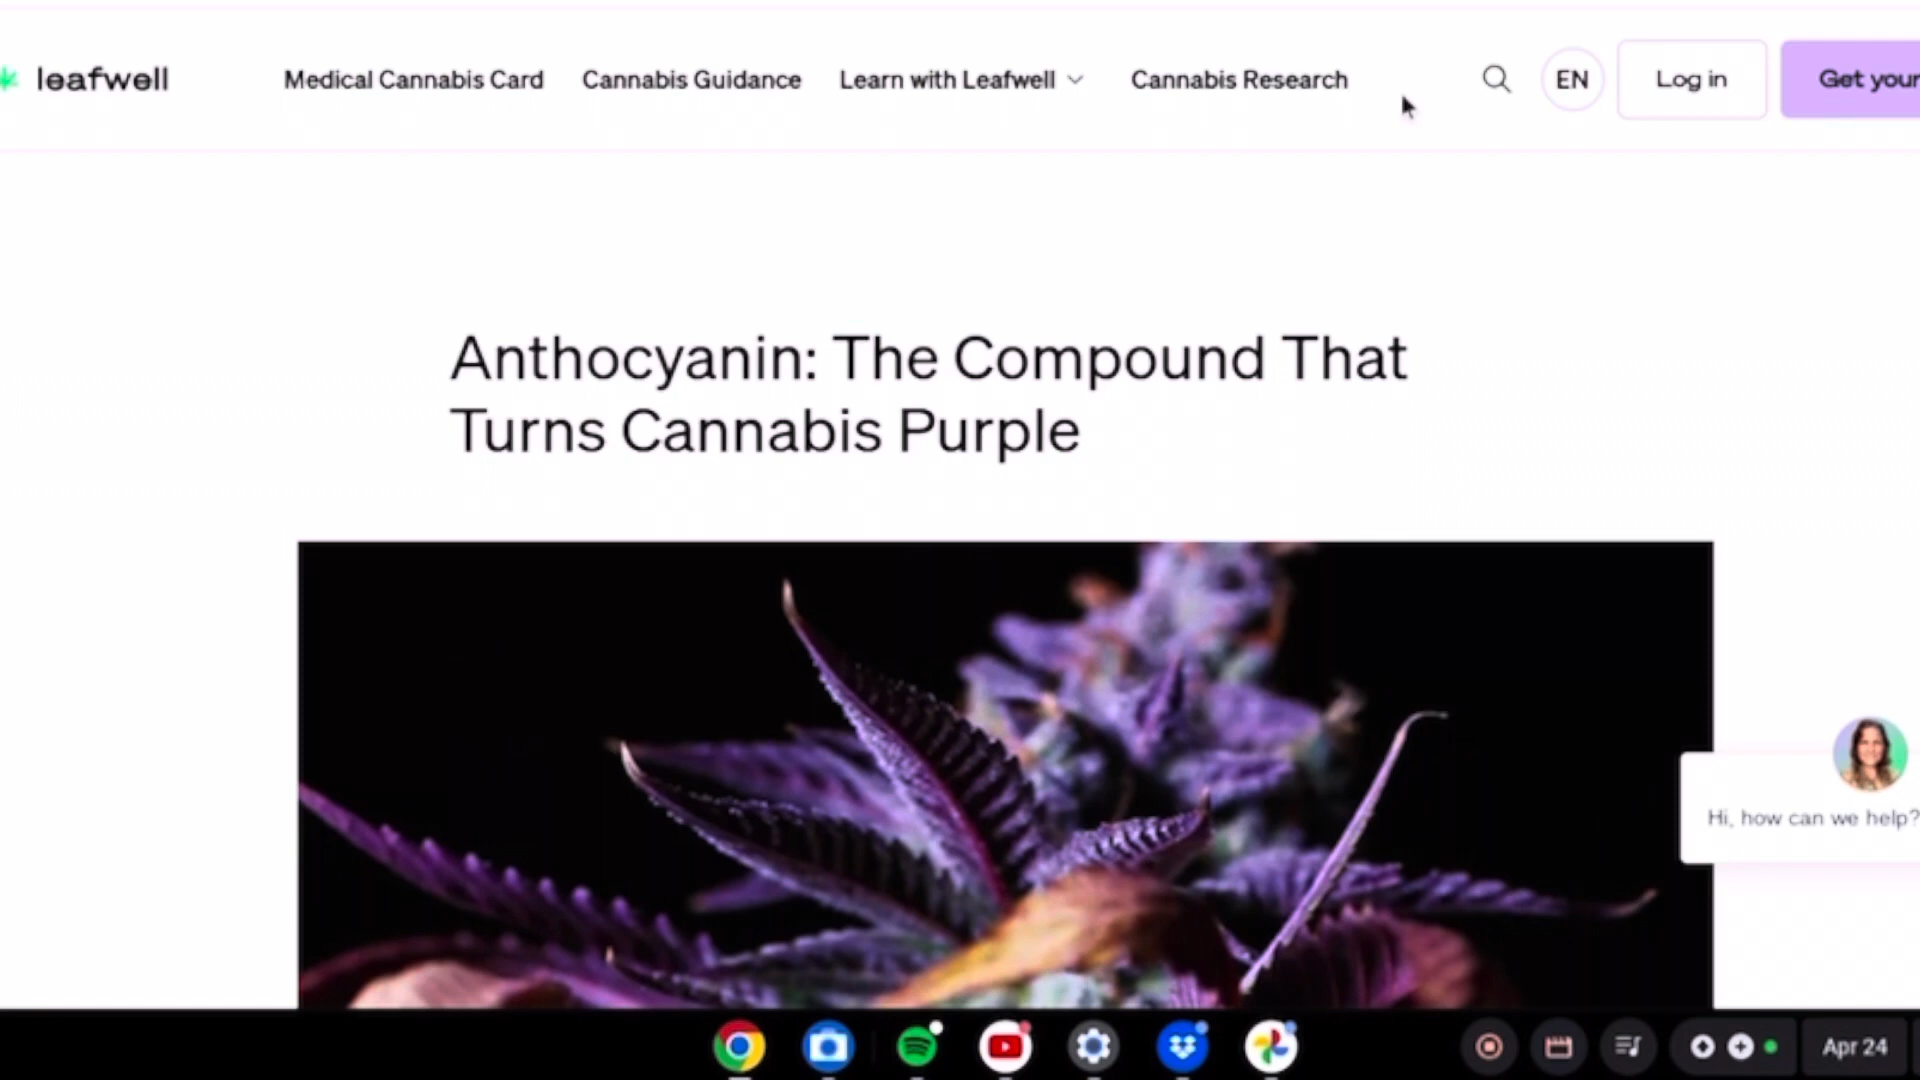 leafwell
Medical Cannabis Card
Cannabis Guidance
Learn with Leafwell
Cannabis Research
EN
Log in
Get your
Anthocyanin: The Compound That
Turns Cannabis Purple
Hi, how can we help?
Apr 24